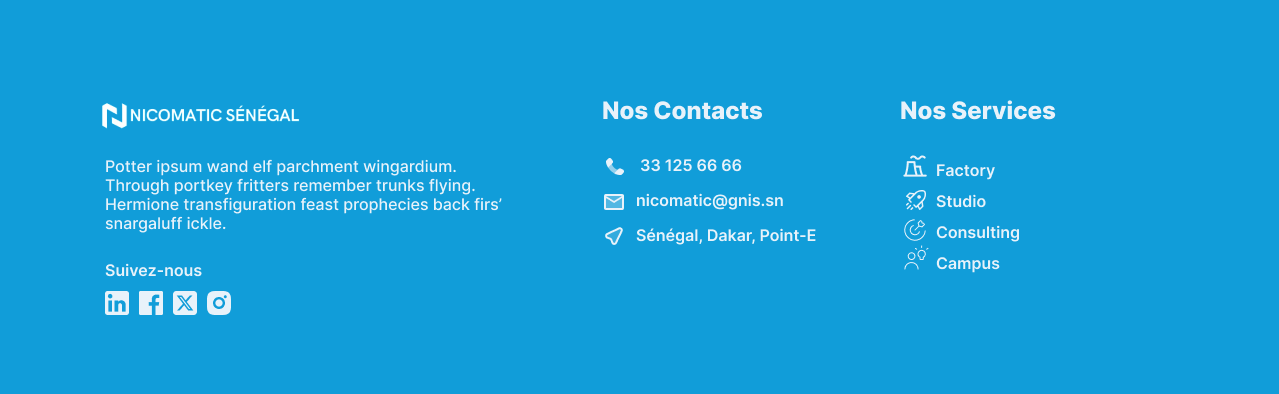 NICOMATIC SÉNÉGAL
Potter ipsum wand elf parchment wingardium.
Through portkey fritters remember trunks flying.
Hermione transfiguration feast prophecies back firs’
snargaluff ickle.
Suivez-nous
Nos Contacts
33 125 66 66
nicomatic@gnis.sn
Sénégal, Dakar, Point-E
Nos Services
Factory
Studio
Consulting
Campus